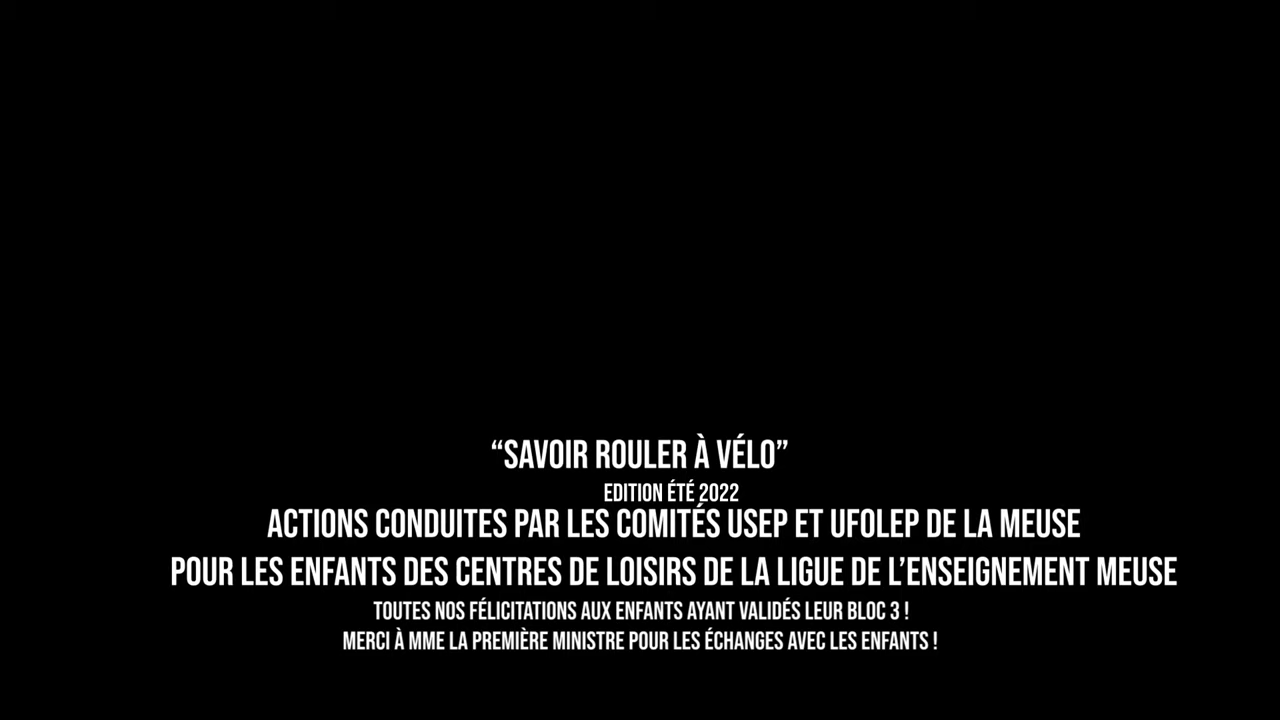 “SAVOIR ROULER À VÉLO”
EDITION ÉTÉ 2022
ACTIONS CONDUITES PAR LES COMITÉS USEP ET UFOLEP DE LA MEUSE
POUR LES ENFANTS DES CENTRES DE LOISIRS DE LA LIGUE DE L’ENSEIGNEMENT MEUSE
TOUTES NOS FÉLICITATIONS AUX ENFANTS AYANT VALIDÉS LEUR BLOC 3 !
MERCI À MME LA PREMIÈRE MINISTRE POUR LES ÉCHANGES AVEC LES ENFANTS !